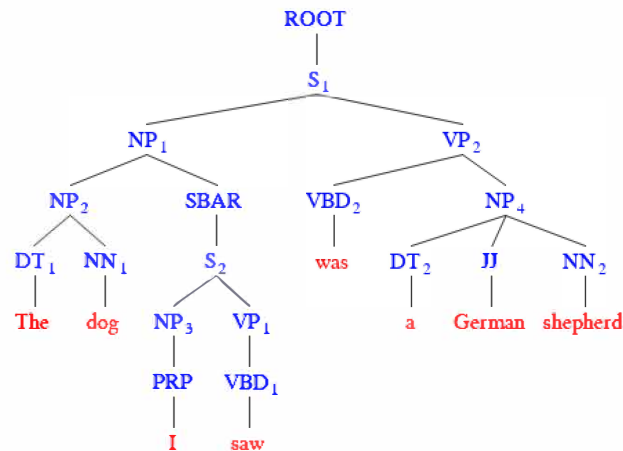 ROOT
S₁
NP₁ VP₂
NP₂ SBAR VBD₂ NP₄
DT₁ NN₁ S₂ was DT₂ JJ NN₂
The dog NP₃ VP₁ a German shepherd
PRP VBD₁
I saw